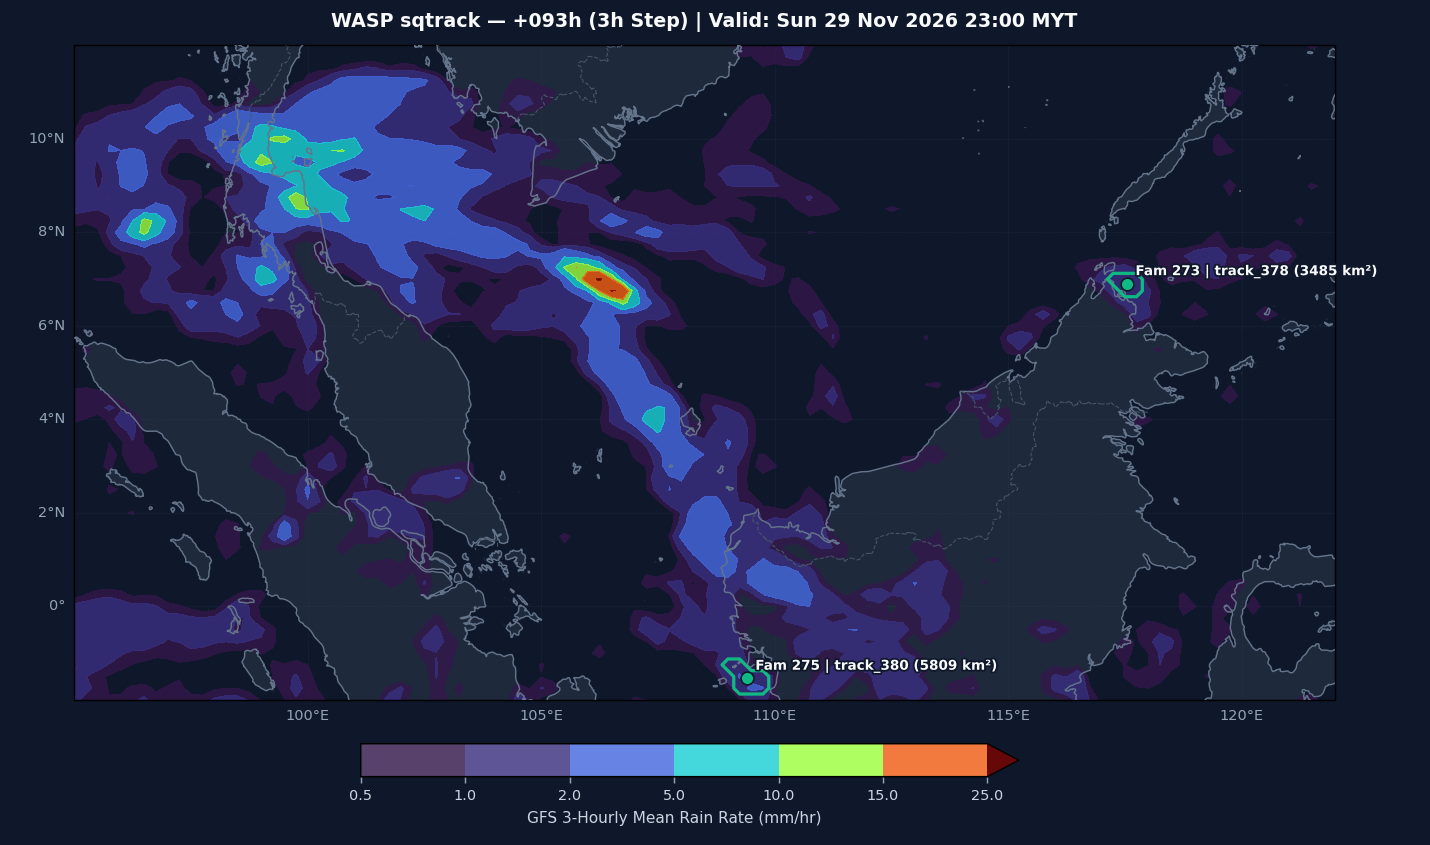 WASP sqtrack — +093h (3h Step) | Valid: Sun 29 Nov 2026 23:00 MYT
10°N
8°N
6°N
4°N
2°N
0°
Fam 273 | track_378 (3485 km²)
Fam 275 | track_380 (5809 km²)
100°E
105°E
110°E
115°E
120°E
0.5
1.0
2.0
5.0
10.0
15.0
25.0
GFS 3-Hourly Mean Rain Rate (mm/hr)